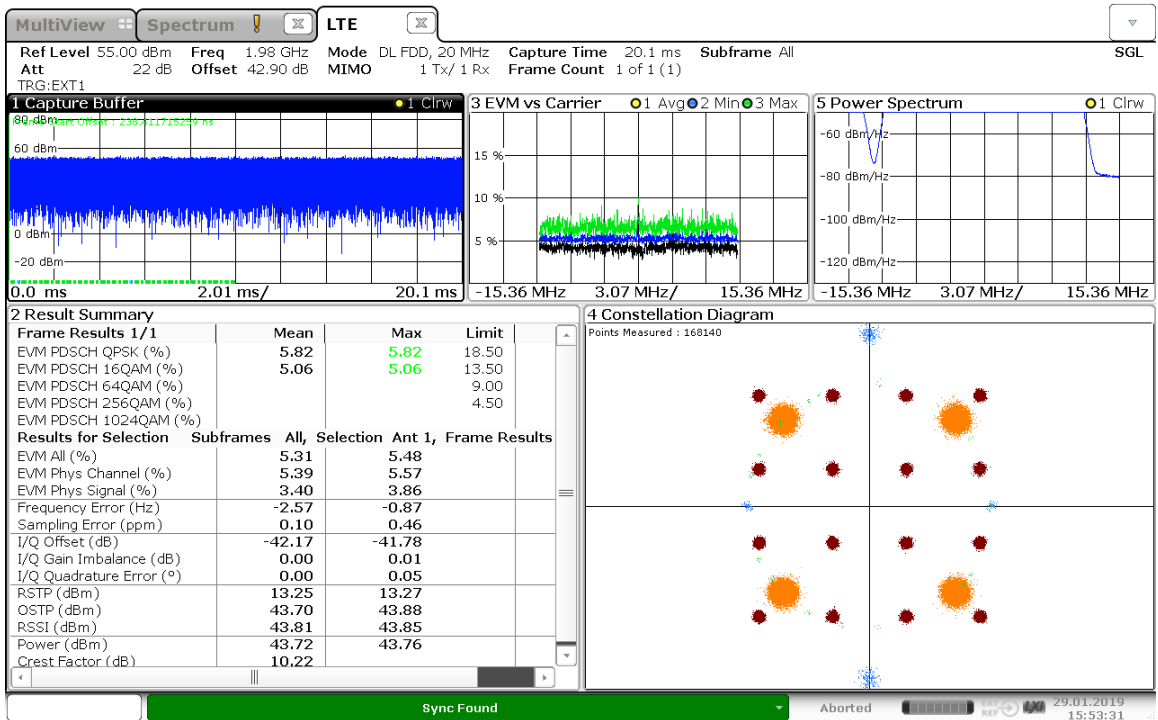 MultiView Spectrum ! LTE
Ref Level 55.00 dBm Freq 1.98 GHz Mode DL FDD, 20 MHz Capture Time 20.1 ms Subframe All SGL
Att 22 dB Offset 42.90 dB MIMO 1 Tx/ 1 Rx Frame Count 1 of 1 (1)
TRG:EXT1
1 Capture Buffer 1 Clrw
80 dBm
60 dBm
0 dBm
-20 dBm
0.0 ms 2.01 ms/ 20.1 ms
3 EVM vs Carrier 1 Avg 2 Min 3 Max
15 %
10 %
5 %
-15.36 MHz 3.07 MHz/ 15.36 MHz
5 Power Spectrum 1 Clrw
-60 dBm/Hz
-80 dBm/Hz
-100 dBm/Hz
-120 dBm/Hz
-15.36 MHz 3.07 MHz/ 15.36 MHz
2 Result Summary
Frame Results 1/1 Mean Max Limit
EVM PDSCH QPSK (%) 5.82 5.82 18.50
EVM PDSCH 16QAM (%) 5.06 5.06 13.50
EVM PDSCH 64QAM (%) 9.00
EVM PDSCH 256QAM (%) 4.50
EVM PDSCH 1024QAM (%)
Results for Selection Subframes All, Selection Ant 1, Frame Results
EVM All (%) 5.31 5.48
EVM Phys Channel (%) 5.39 5.57
EVM Phys Signal (%) 3.40 3.86
Frequency Error (Hz) -2.57 -0.87
Sampling Error (ppm) 0.10 0.46
I/Q Offset (dB) -42.17 -41.78
I/Q Gain Imbalance (dB) 0.00 0.01
I/Q Quadrature Error (°) 0.00 0.05
RSTP (dBm) 13.25 13.27
OSTP (dBm) 43.70 43.88
RSSI (dBm) 43.81 43.85
Power (dBm) 43.72 43.76
Crest Factor (dB) 10.22
4 Constellation Diagram
Points Measured : 168140
Sync Found
Aborted
EXT
REF
LXI
29.01.2019
15:53:31